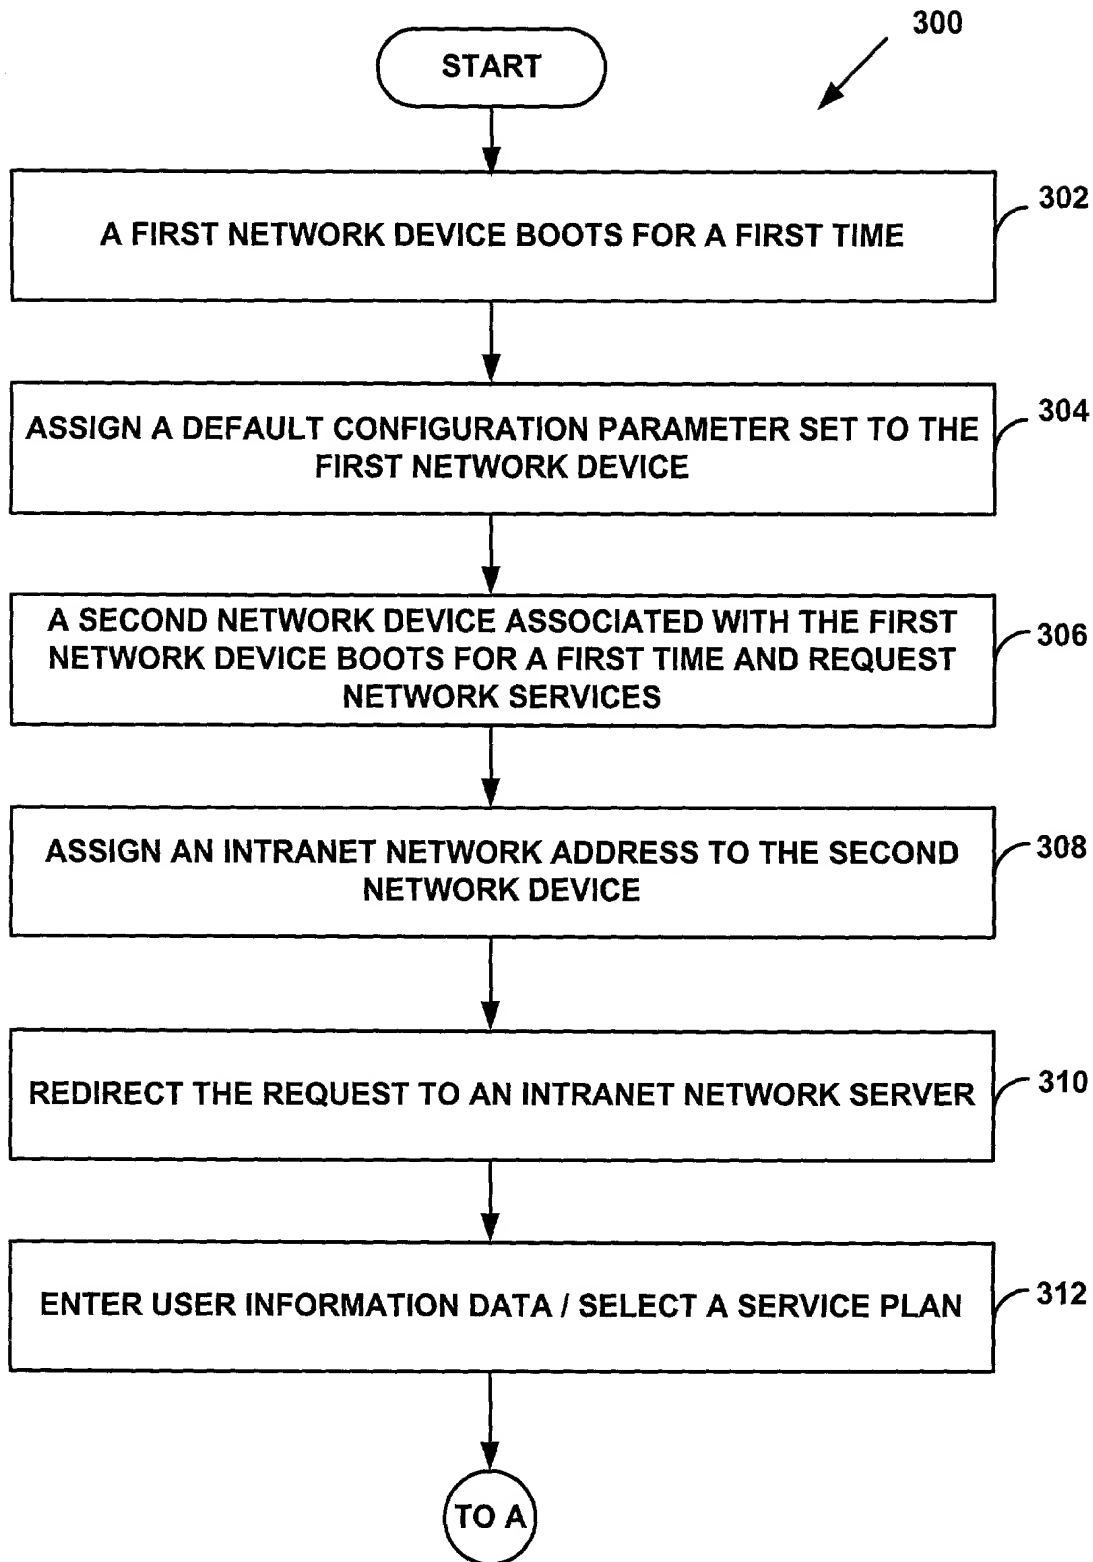 300
START
302
A FIRST NETWORK DEVICE BOOTS FOR A FIRST TIME
304
ASSIGN A DEFAULT CONFIGURATION PARAMETER SET TO THE
FIRST NETWORK DEVICE
306
A SECOND NETWORK DEVICE ASSOCIATED WITH THE FIRST
NETWORK DEVICE BOOTS FOR A FIRST TIME AND REQUEST
NETWORK SERVICES
308
ASSIGN AN INTRANET NETWORK ADDRESS TO THE SECOND
NETWORK DEVICE
310
REDIRECT THE REQUEST TO AN INTRANET NETWORK SERVER
312
ENTER USER INFORMATION DATA / SELECT A SERVICE PLAN
TO A